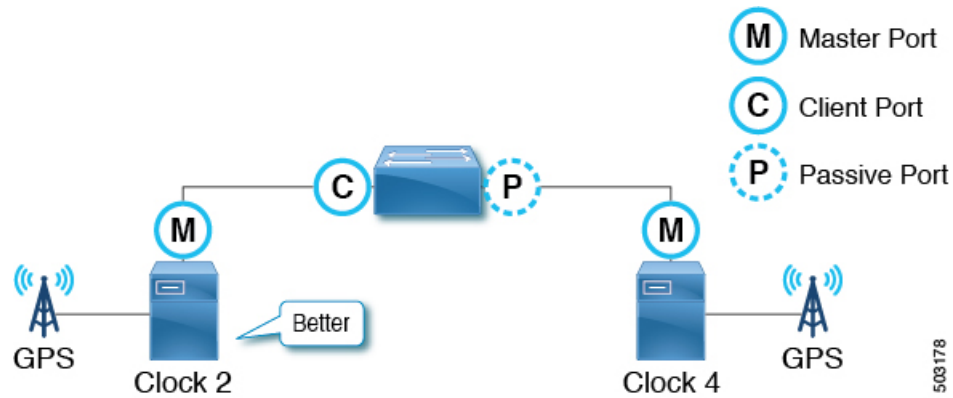 M Master Port
C Client Port
P Passive Port
C P
M M
Better
GPS GPS
Clock 2 Clock 4
503178